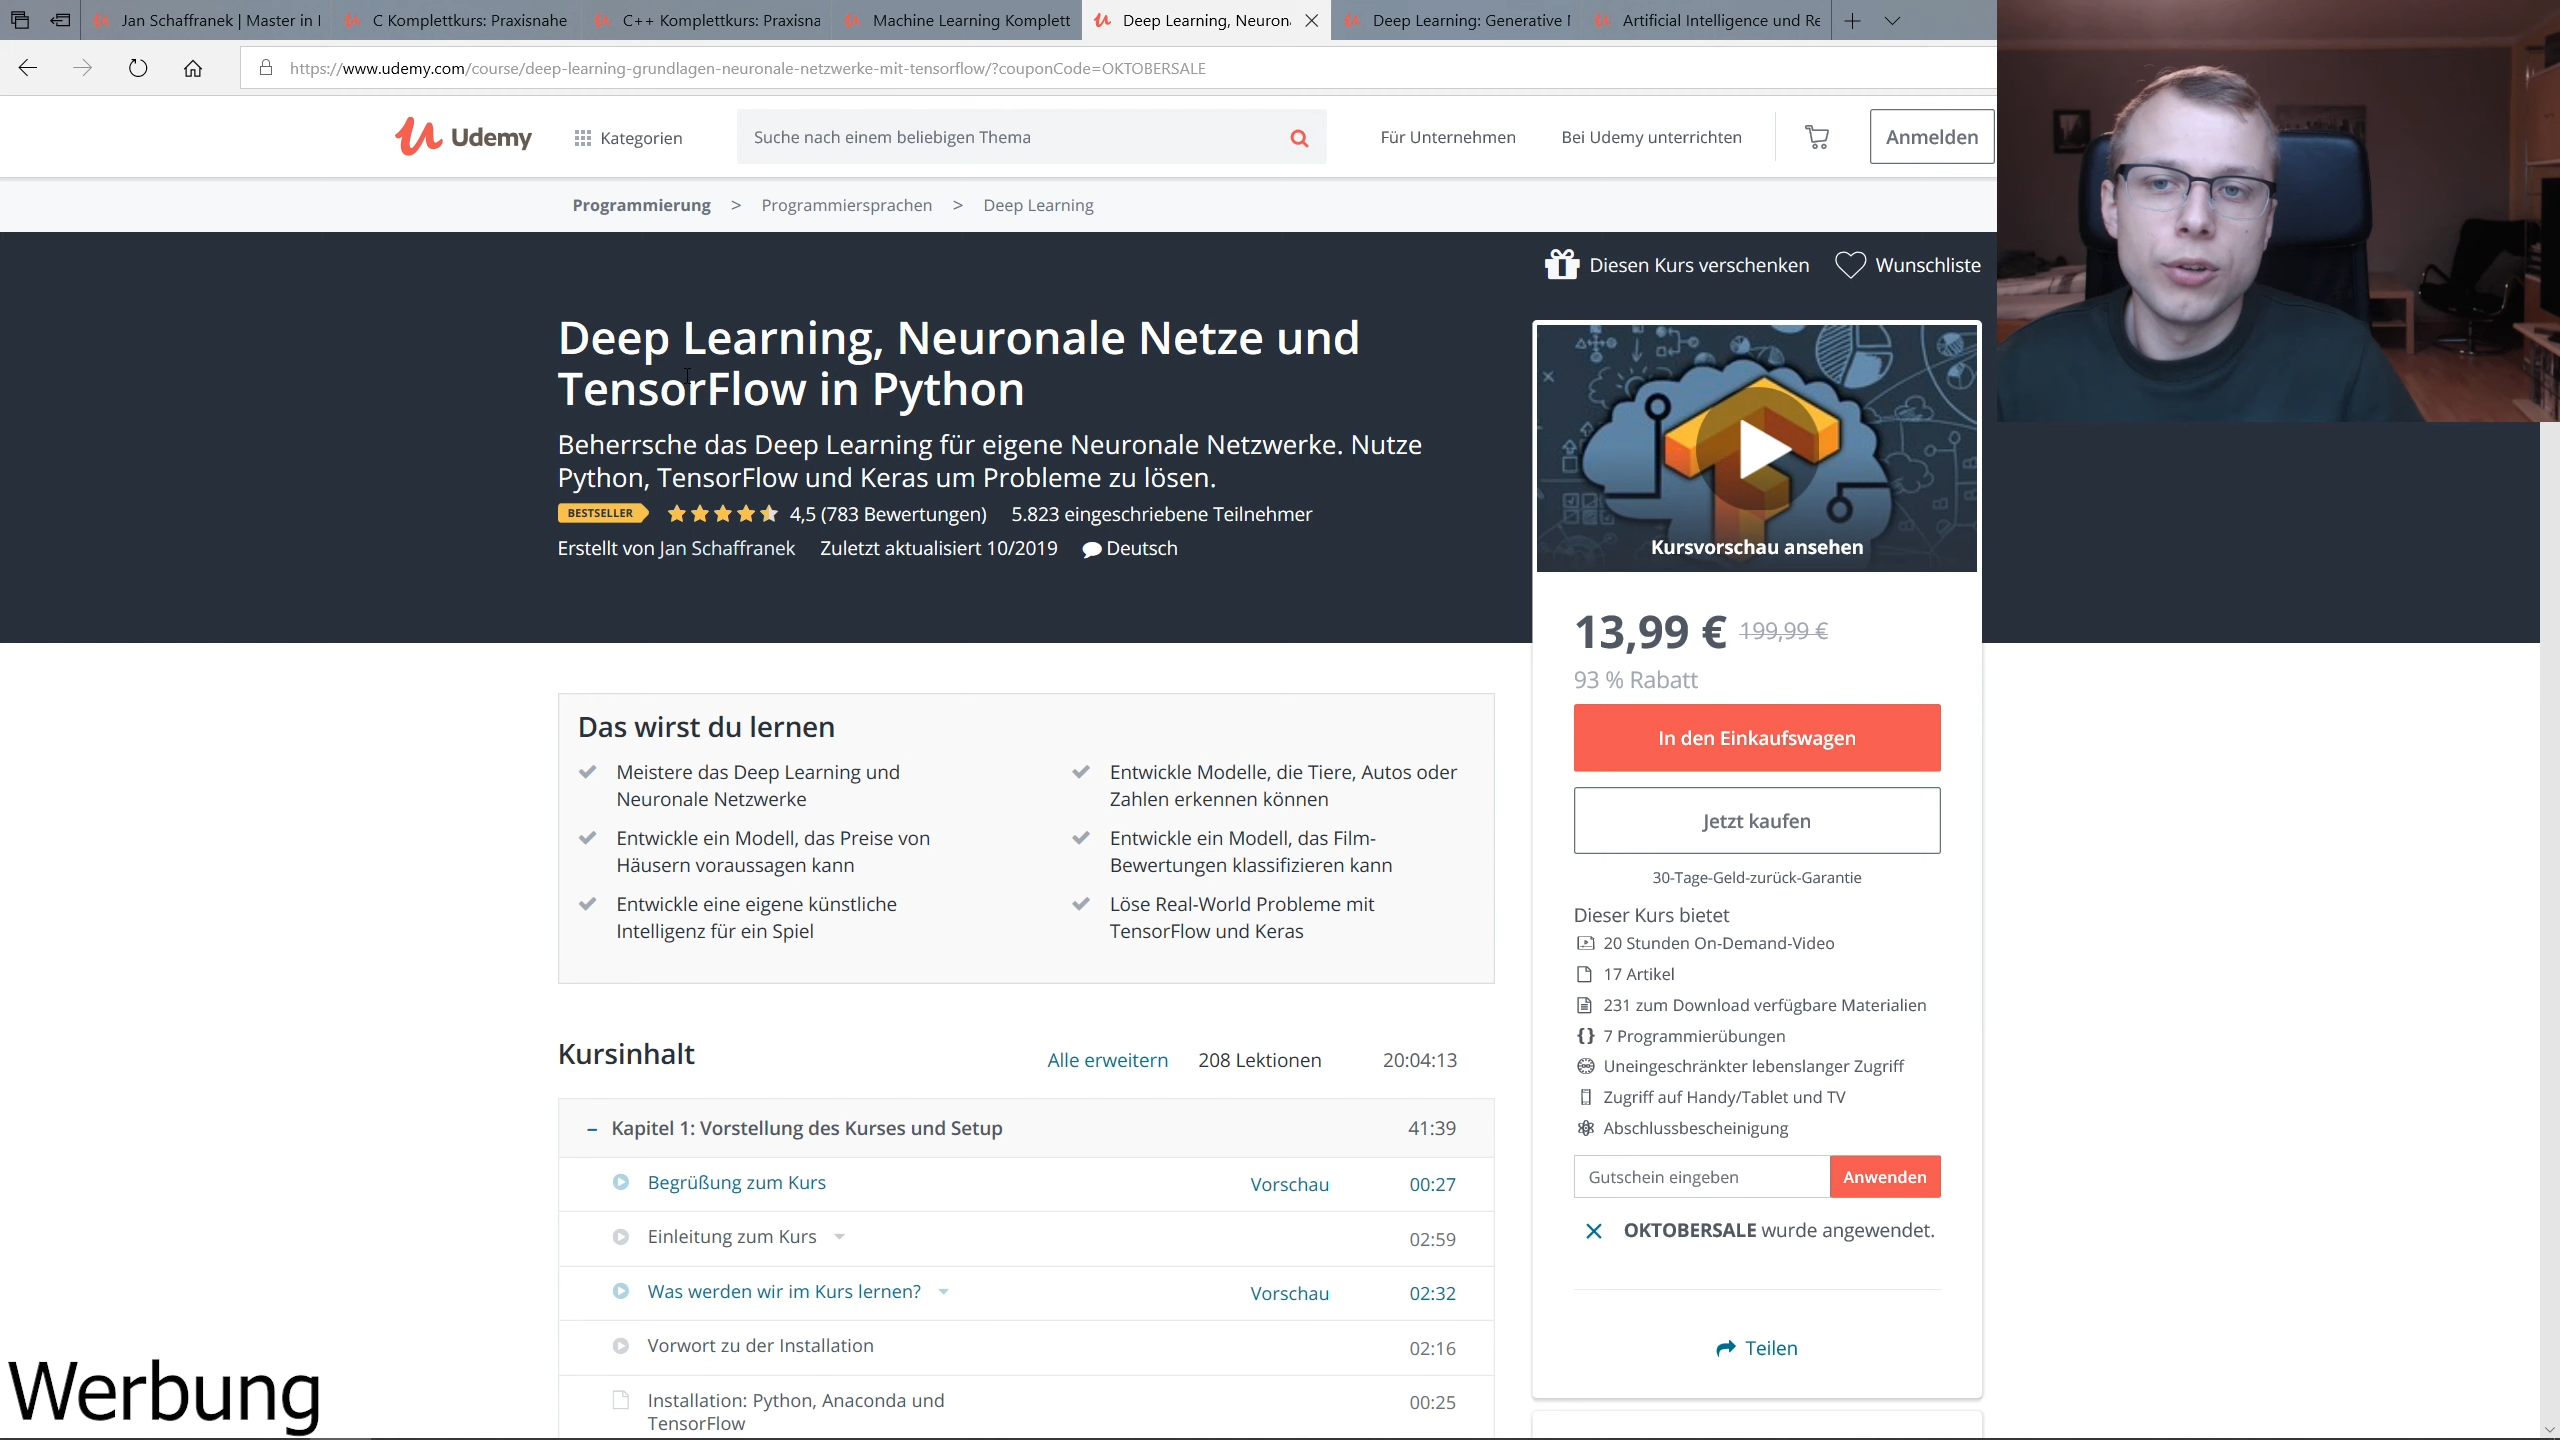 Jan Schaffranek | Master in I
C Komplettkurs: Praxisnahe
C++ Komplettkurs: Praxisna
Machine Learning Komplett
Deep Learning, Neuron
Deep Learning: Generative
Artificial Intelligence und Re
https://www.udemy.com/course/deep-learning-grundlagen-neuronale-netzwerke-mit-tensorflow/?couponCode=OKTOBERSALE
Udemy
Kategorien
Suche nach einem beliebigen Thema
Für Unternehmen
Bei Udemy unterrichten
Anmelden
Programmierung > Programmiersprachen > Deep Learning
Diesen Kurs verschenken
Wunschliste
Deep Learning, Neuronale Netze und
TensorFlow in Python
Beherrsche das Deep Learning für eigene Neuronale Netzwerke. Nutze
Python, TensorFlow und Keras um Probleme zu lösen.
BESTSELLER 4,5 (783 Bewertungen) 5.823 eingeschriebene Teilnehmer
Erstellt von Jan Schaffranek Zuletzt aktualisiert 10/2019 Deutsch
Kursvorschau ansehen
13,99 € 199,99 €
93 % Rabatt
In den Einkaufswagen
Jetzt kaufen
30-Tage-Geld-zurück-Garantie
Dieser Kurs bietet
20 Stunden On-Demand-Video
17 Artikel
231 zum Download verfügbare Materialien
{} 7 Programmierübungen
Uneingeschränkter lebenslanger Zugriff
Zugriff auf Handy/Tablet und TV
Abschlussbescheinigung
Gutschein eingeben
Anwenden
OKTOBERSALE wurde angewendet.
Teilen
Das wirst du lernen
Meistere das Deep Learning und
Neuronale Netzwerke
Entwickle ein Modell, das Preise von
Häusern voraussagen kann
Entwickle eine eigene künstliche
Intelligenz für ein Spiel
Entwickle Modelle, die Tiere, Autos oder
Zahlen erkennen können
Entwickle ein Modell, das Film-
Bewertungen klassifizieren kann
Löse Real-World Probleme mit
TensorFlow und Keras
Kursinhalt
Alle erweitern 208 Lektionen 20:04:13
– Kapitel 1: Vorstellung des Kurses und Setup 41:39
Begrüßung zum Kurs Vorschau 00:27
Einleitung zum Kurs 02:59
Was werden wir im Kurs lernen? Vorschau 02:32
Vorwort zu der Installation 02:16
Installation: Python, Anaconda und 00:25
TensorFlow
Werbung